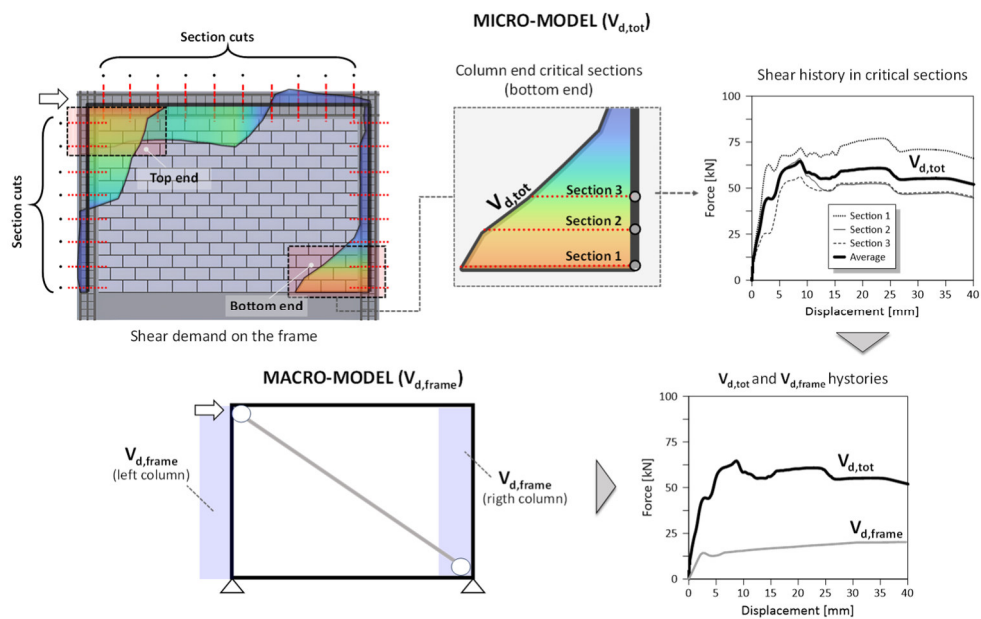 MICRO-MODEL (Vd,tot)
Section cuts
Section cuts
Top end
Bottom end
Shear demand on the frame
Column end critical sections
(bottom end)
Vd,tot
Section 3
Section 2
Section 1
Shear history in critical sections
Force [kN]
100
75
50
25
0
Vd,tot
Section 1
Section 2
Section 3
Average
0 5 10 15 20 25 30 35 40
Displacement [mm]
MACRO-MODEL (Vd,frame)
Vd,frame
(left column)
Vd,frame
(rigth column)
Vd,tot and Vd,frame hystories
Force [kN]
100
75
50
25
0
Vd,tot
Vd,frame
0 5 10 15 20 25 30 35 40
Displacement [mm]